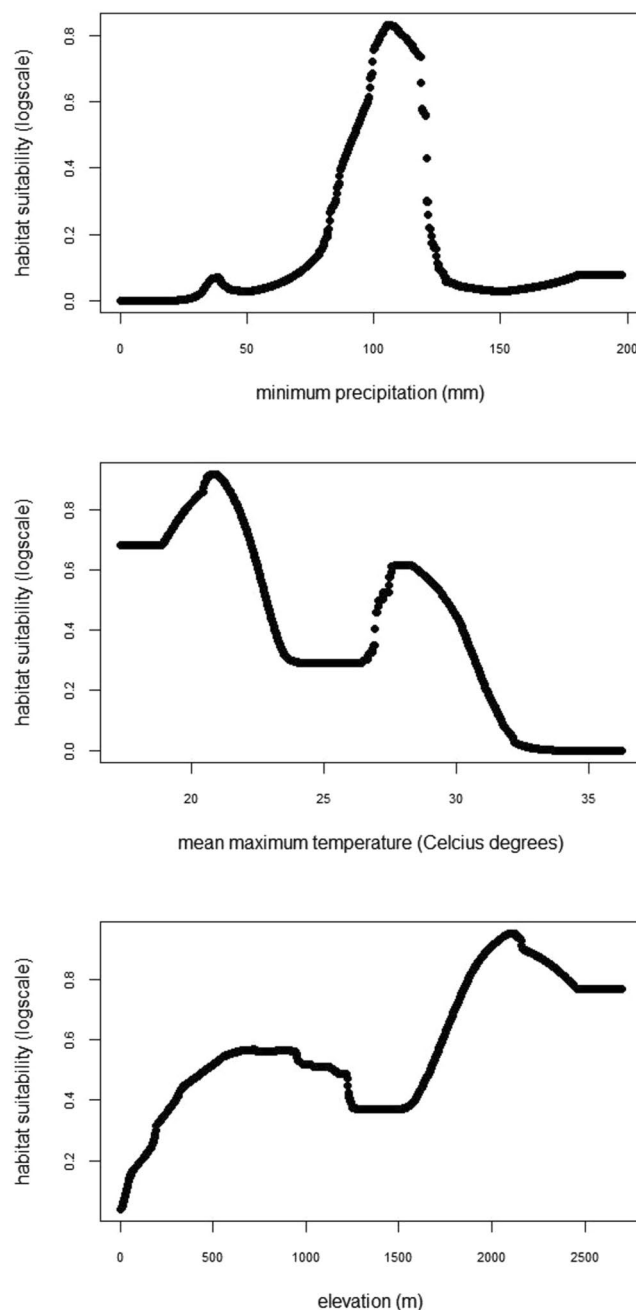 habitat suitability (logscale)
0.8
0.6
0.4
0.2
0.0
0 50 100 150 200
minimum precipitation (mm)
habitat suitability (logscale)
0.8
0.6
0.4
0.2
0.0
20 25 30 35
mean maximum temperature (Celcius degrees)
habitat suitability (logscale)
0.8
0.6
0.4
0.2
0 500 1000 1500 2000 2500
elevation (m)